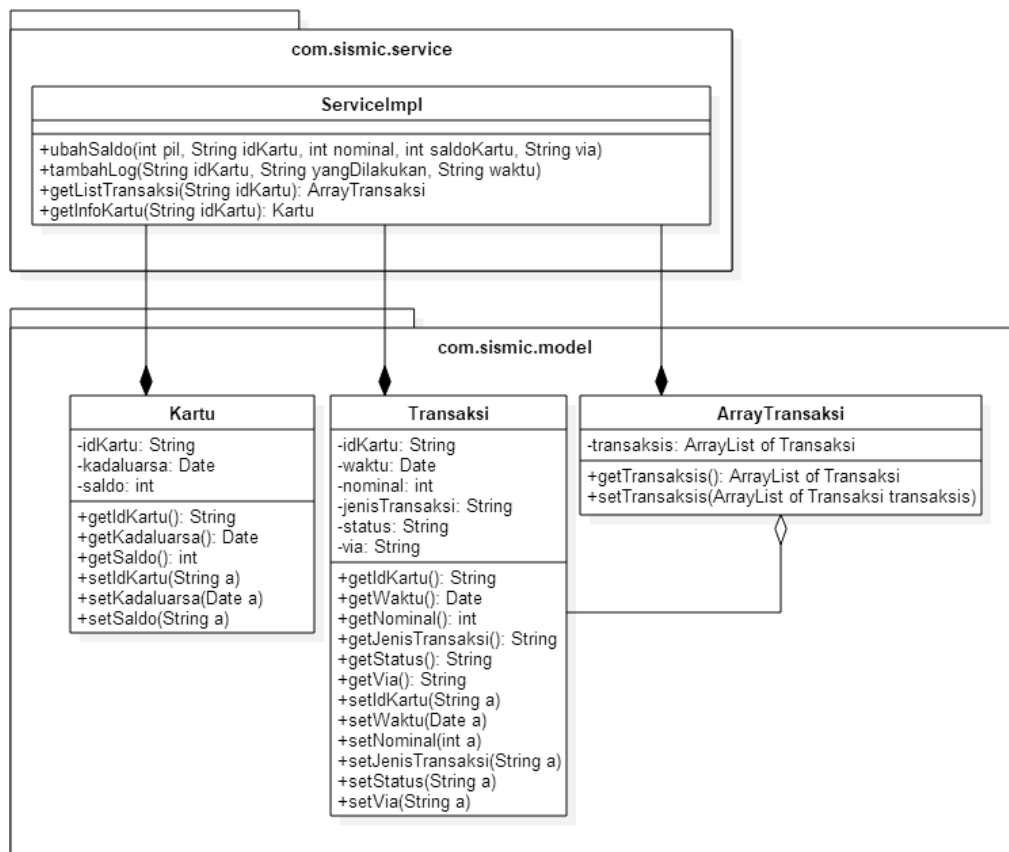 com.sismic.service
ServiceImpl
+ubahSaldo(int pil, String idKartu, int nominal, int saldoKartu, String via)
+tambahLog(String idKartu, String yangDilakukan, String waktu)
+getListTransaksi(String idKartu): ArrayTransaksi
+getInfoKartu(String idKartu): Kartu
com.sismic.model
Kartu
-idKartu: String
-kadaluarsa: Date
-saldo: int
+getIdKartu(): String
+getKadaluarsa(): Date
+getSaldo(): int
+setIdKartu(String a)
+setKadaluarsa(Date a)
+setSaldo(String a)
Transaksi
-idKartu: String
-waktu: Date
-nominal: int
-jenisTransaksi: String
-status: String
-via: String
+getIdKartu(): String
+getWaktu(): Date
+getNominal(): int
+getJenisTransaksi(): String
+getStatus(): String
+getVia(): String
+setIdKartu(String a)
+setWaktu(Date a)
+setNominal(int a)
+setJenisTransaksi(String a)
+setStatus(String a)
+setVia(String a)
ArrayTransaksi
-transaksis: ArrayList of Transaksi
+getTransaksis(): ArrayList of Transaksi
+setTransaksis(ArrayList of Transaksi transaksis)